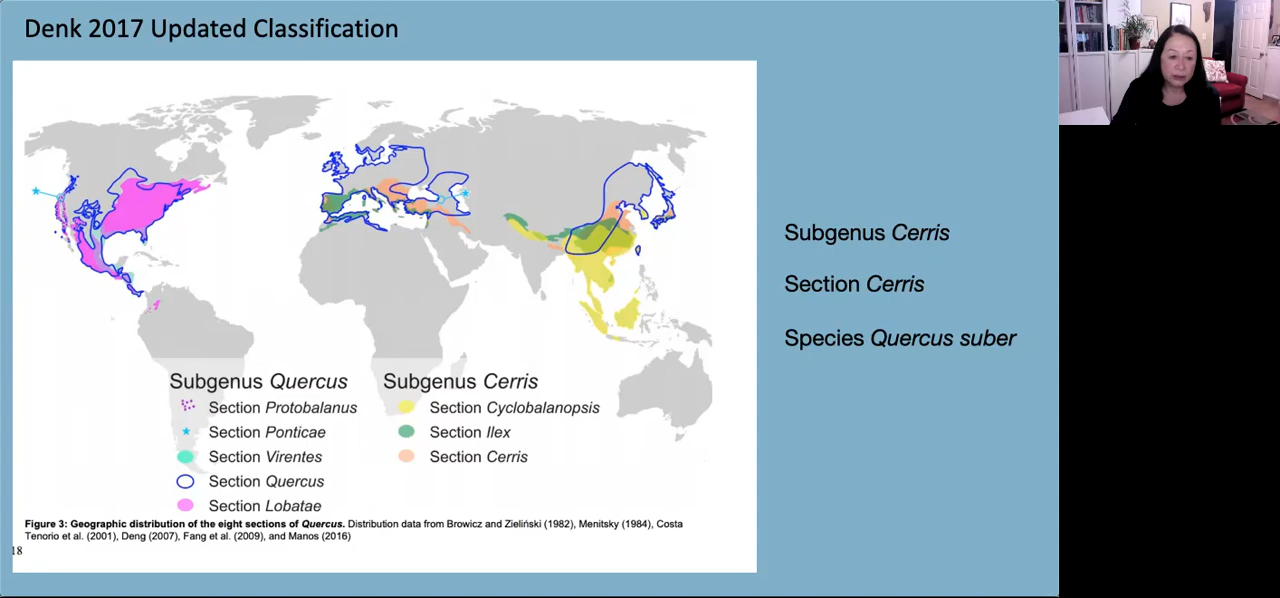 Denk 2017 Updated Classification
Subgenus Quercus
Section Protobalanus
Section Ponticae
Section Virentes
Section Quercus
Section Lobatae
Subgenus Cerris
Section Cyclobalanopsis
Section Ilex
Section Cerris
Figure 3: Geographic distribution of the eight sections of Quercus. Distribution data from Browicz and Zieliński (1982), Menitsky (1984), Costa
Tenorio et al. (2001), Deng (2007), Fang et al. (2009), and Manos (2016)
18
Subgenus Cerris
Section Cerris
Species Quercus suber